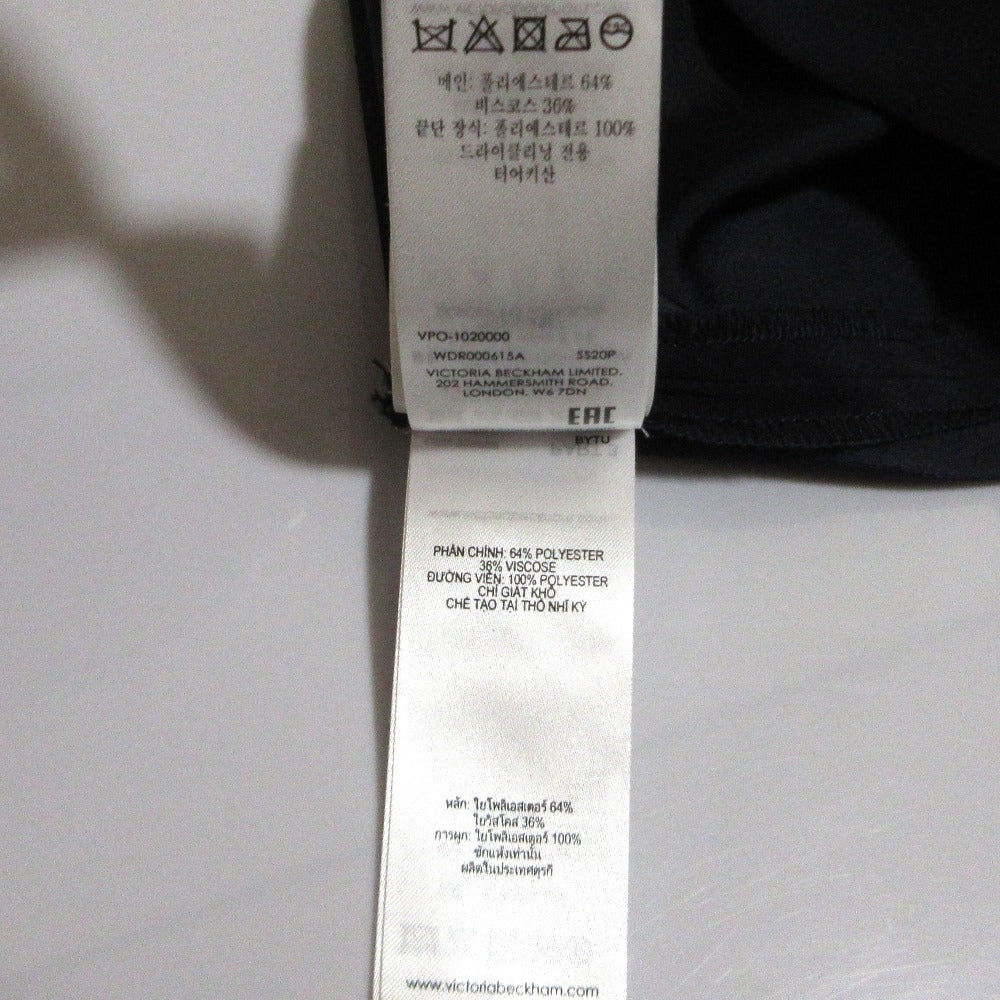 메인: 폴리에스테르 64%
비스코스 36%
끝단 장식: 폴리에스테르 100%
드라이클리닝 전용
터어키산
VPO-1020000
WDR000615A SS20P
VICTORIA BECKHAM LIMITED.
202 HAMMERSMITH ROAD.
LONDON. W6 7DN
EAC
BYTU
PHẦN CHÍNH: 64% POLYESTER
36% VISCOSE
ĐƯỜNG VIỀN: 100% POLYESTER
CHỈ GIẶT KHÔ
CHẾ TẠO TẠI THỔ NHĨ KỲ
หลัก: ใยโพลิเอสเตอร์ 64%
ใยวิสโคส 36%
การผูก: ใยโพลิเอสเตอร์ 100%
ซักแห้งเท่านั้น
ผลิตในประเทศตุรกี
www.victoriabeckham.com